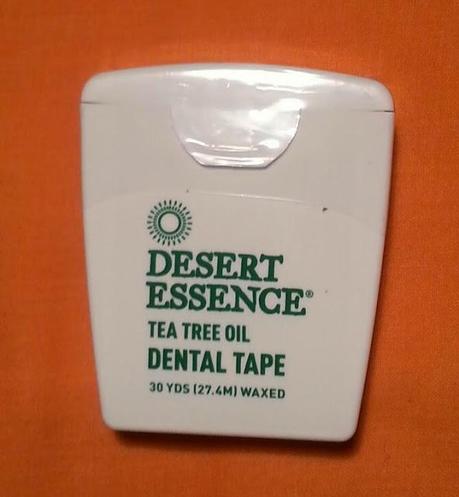 DESERT
ESSENCE®
TEA TREE OIL
DENTAL TAPE
30 YDS (27.4M) WAXED